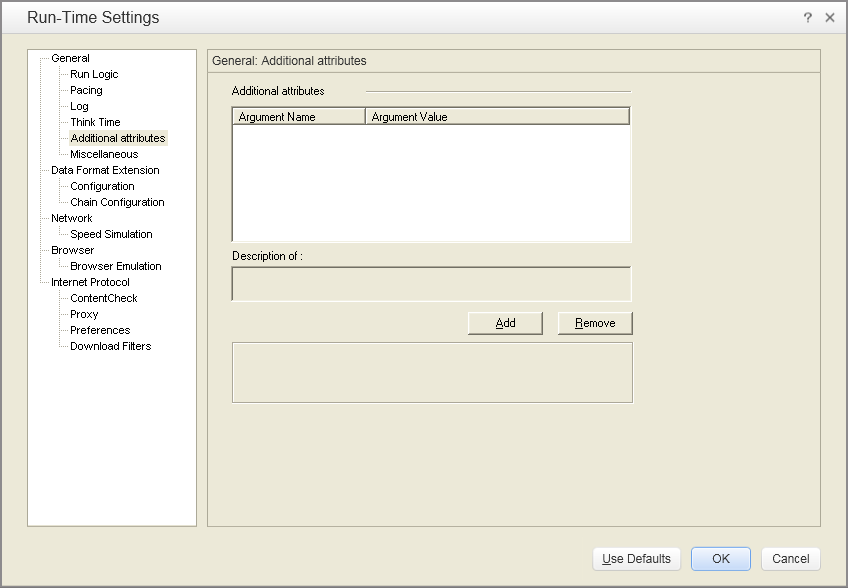 Run-Time Settings
? ×
General
Run Logic
Pacing
Log
Think Time
Additional attributes
Miscellaneous
Data Format Extension
Configuration
Chain Configuration
Network
Speed Simulation
Browser
Browser Emulation
Internet Protocol
ContentCheck
Proxy
Preferences
Download Filters
General: Additional attributes
Additional attributes
Argument Name Argument Value
Description of :
Add Remove
Use Defaults OK Cancel